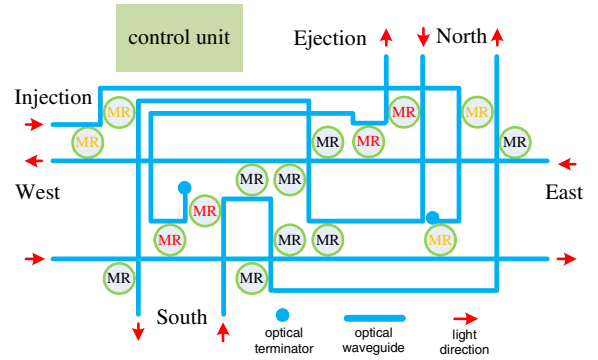 control unit
Ejection
North
Injection
MR
MR
MR
MR
MR
MR
MR
MR
West
East
MR
MR
MR
MR
MR
MR
MR
MR
MR
South
optical
terminator
optical
waveguide
light
direction